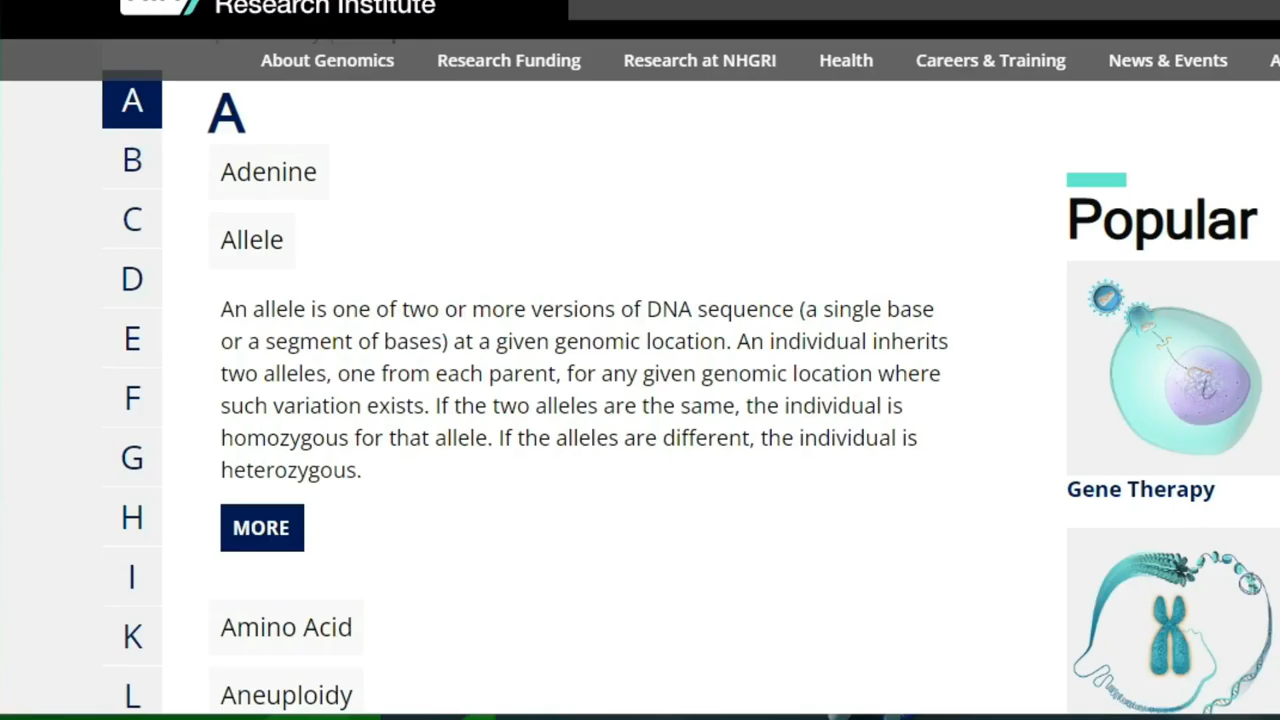 Research Institute
About Genomics Research Funding Research at NHGRI Health Careers & Training News & Events
A
B
C
D
E
F
G
H
I
K
L
A
Adenine
Allele
An allele is one of two or more versions of DNA sequence (a single base
or a segment of bases) at a given genomic location. An individual inherits
two alleles, one from each parent, for any given genomic location where
such variation exists. If the two alleles are the same, the individual is
homozygous for that allele. If the alleles are different, the individual is
heterozygous.
MORE
Amino Acid
Aneuploidy
Popular
Gene Therapy